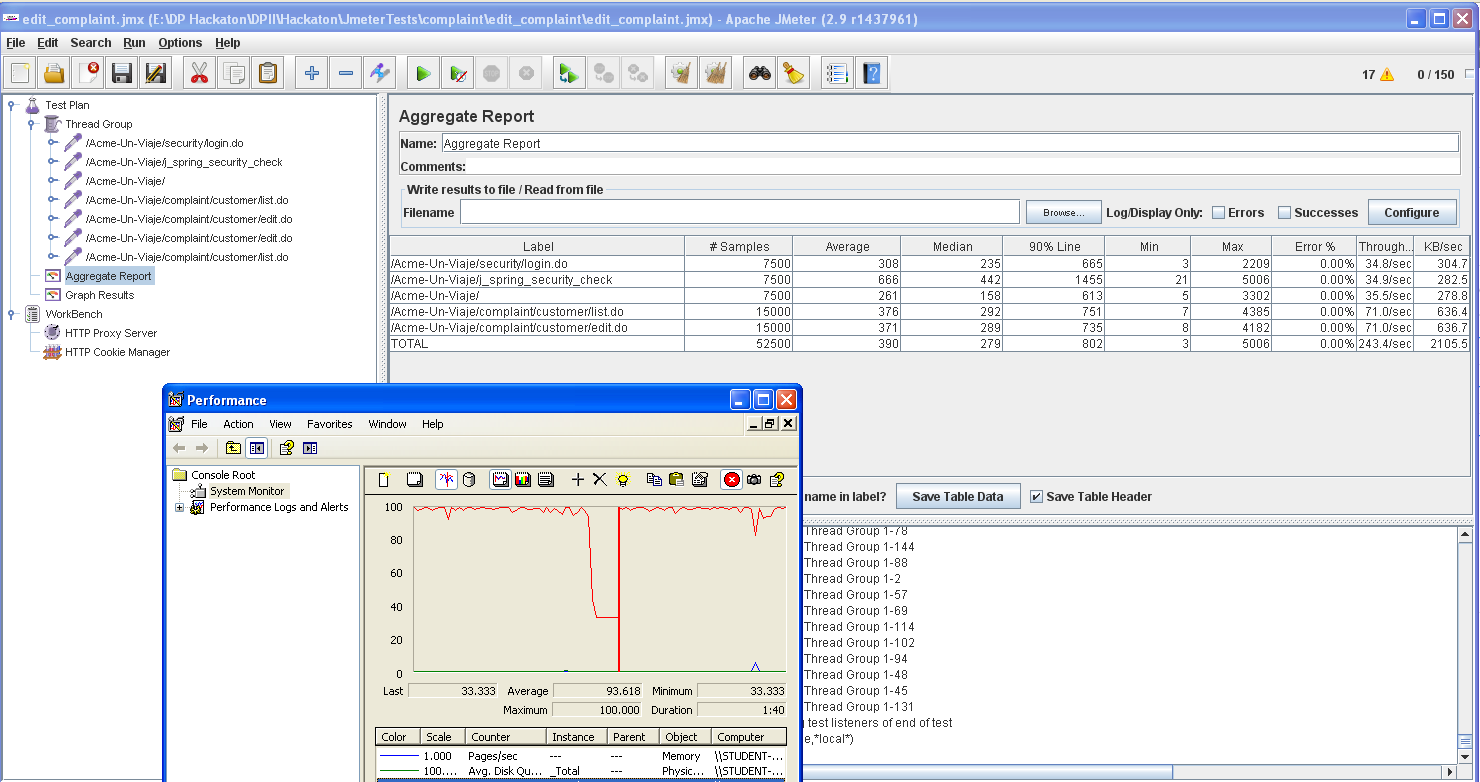 edit_complaint.jmx (E:\DP Hackaton\DPII\Hackaton\JmeterTests\complaint\edit_complaint\edit_complaint.jmx) - Apache JMeter (2.9 r1437961)
File Edit Search Run Options Help
17 0 / 150
Test Plan
Thread Group
/Acme-Un-Viaje/security/login.do
/Acme-Un-Viaje/j_spring_security_check
/Acme-Un-Viaje/
/Acme-Un-Viaje/complaint/customer/list.do
/Acme-Un-Viaje/complaint/customer/edit.do
/Acme-Un-Viaje/complaint/customer/edit.do
/Acme-Un-Viaje/complaint/customer/list.do
Aggregate Report
Graph Results
WorkBench
HTTP Proxy Server
HTTP Cookie Manager
Aggregate Report
Name: Aggregate Report
Comments:
Write results to file / Read from file
Filename Browse... Log/Display Only: Errors Successes Configure
Label # Samples Average Median 90% Line Min Max Error % Through... KB/sec
/Acme-Un-Viaje/security/login.do 7500 308 235 665 3 2209 0.00% 34.8/sec 304.7
/Acme-Un-Viaje/j_spring_security_check 7500 666 442 1455 21 5006 0.00% 34.9/sec 282.5
/Acme-Un-Viaje/ 7500 261 158 613 5 3302 0.00% 35.5/sec 278.8
/Acme-Un-Viaje/complaint/customer/list.do 15000 376 292 751 7 4385 0.00% 71.0/sec 636.4
/Acme-Un-Viaje/complaint/customer/edit.do 15000 371 289 735 8 4182 0.00% 71.0/sec 636.7
TOTAL 52500 390 279 802 3 5006 0.00% 243.4/sec 2105.5
name in label? Save Table Data Save Table Header
Thread Group 1-78
Thread Group 1-144
Thread Group 1-88
Thread Group 1-2
Thread Group 1-57
Thread Group 1-69
Thread Group 1-114
Thread Group 1-102
Thread Group 1-94
Thread Group 1-48
Thread Group 1-45
Thread Group 1-131
test listeners of end of test
e,*local*)
Performance
File Action View Favorites Window Help
Console Root
System Monitor
Performance Logs and Alerts
100
80
60
40
20
0
Last 33.333 Average 93.618 Minimum 33.333
Maximum 100.000 Duration 1:40
Color Scale Counter Instance Parent Object Computer
1.000 Pages/sec --- --- Memory \\STUDENT-...
100.... Avg. Disk Qu... _Total --- Physic... \\STUDENT-...